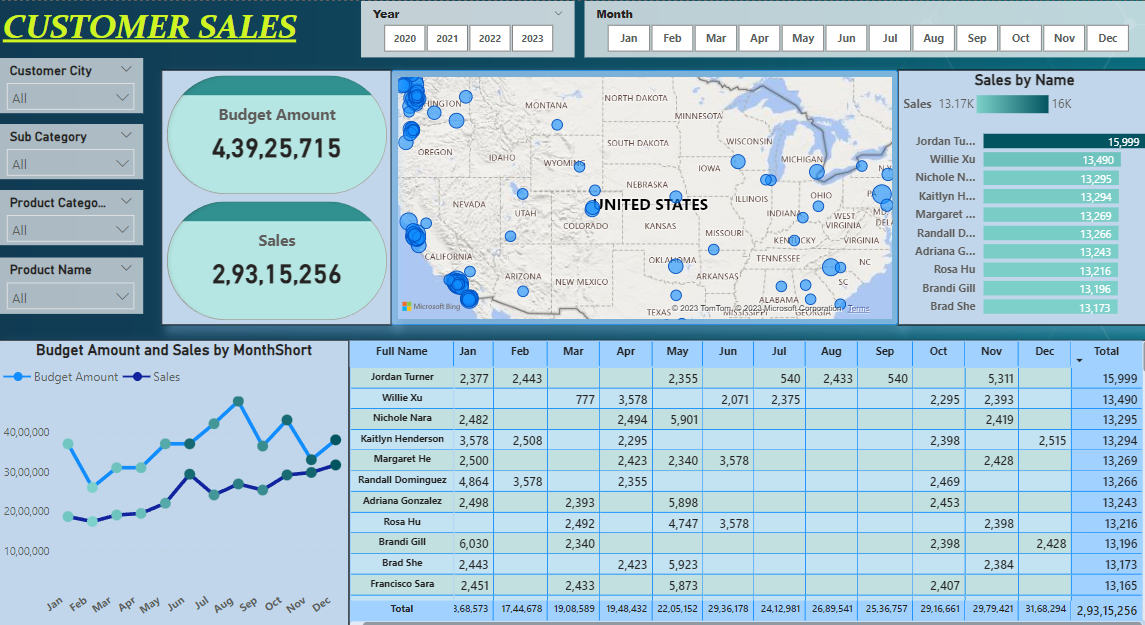 CUSTOMER SALES
Year
2020 2021 2022 2023
Month
Jan Feb Mar Apr May Jun Jul Aug Sep Oct Nov Dec
Customer City
All
Sub Category
All
Product Catego...
All
Product Name
All
Budget Amount
4,39,25,715
Sales
2,93,15,256
MONTANA
NORTH DAKOTA
MINNESOTA
OREGON
IDAHO
WYOMING
SOUTH DAKOTA
WISCONSIN
MICHIGAN
IOWA
NEBRASKA
NEVADA
UTAH
COLORADO
UNITED STATES
KANSAS
MISSOURI
ILLINOIS
INDIANA
OHIO
PA
WEST
VIRGINIA
VIRGINIA
KENTUCKY
CALIFORNIA
ARIZONA
NEW MEXICO
OKLAHOMA
ARKANSAS
TENNESSEE
NC
SC
TEXAS
ALABAMA
Microsoft Bing
© 2023 TomTom, © 2023 Microsoft Corporation Terms
Sales by Name
Sales 13.17K 16K
Jordan Tu... 15,999
Willie Xu 13,490
Nichole N... 13,295
Kaitlyn H... 13,294
Margaret ... 13,269
Randall D... 13,266
Adriana G... 13,243
Rosa Hu 13,216
Brandi Gill 13,196
Brad She 13,173
Budget Amount and Sales by MonthShort
Budget Amount Sales
40,00,000
30,00,000
20,00,000
10,00,000
Jan Feb Mar Apr May Jun Jul Aug Sep Oct Nov Dec
Full Name Jan Feb Mar Apr May Jun Jul Aug Sep Oct Nov Dec Total
Jordan Turner 2,377 2,443 2,355 540 2,433 540 5,311 15,999
Willie Xu 777 3,578 2,071 2,375 2,295 2,393 13,490
Nichole Nara 2,482 2,494 5,901 2,419 13,295
Kaitlyn Henderson 3,578 2,508 2,295 2,398 2,515 13,294
Margaret He 2,500 2,423 2,340 3,578 2,428 13,269
Randall Dominguez 4,864 3,578 2,355 2,469 13,266
Adriana Gonzalez 2,498 2,393 5,898 2,453 13,243
Rosa Hu 2,492 4,747 3,578 2,398 13,216
Brandi Gill 6,030 2,340 2,398 2,428 13,196
Brad She 2,443 2,423 5,923 2,384 13,173
Francisco Sara 2,451 2,433 5,873 2,407 13,165
Total 3,68,573 17,44,678 19,08,589 19,48,432 22,05,152 29,36,178 24,12,981 26,89,541 25,36,757 29,16,661 29,79,421 31,68,294 2,93,15,256